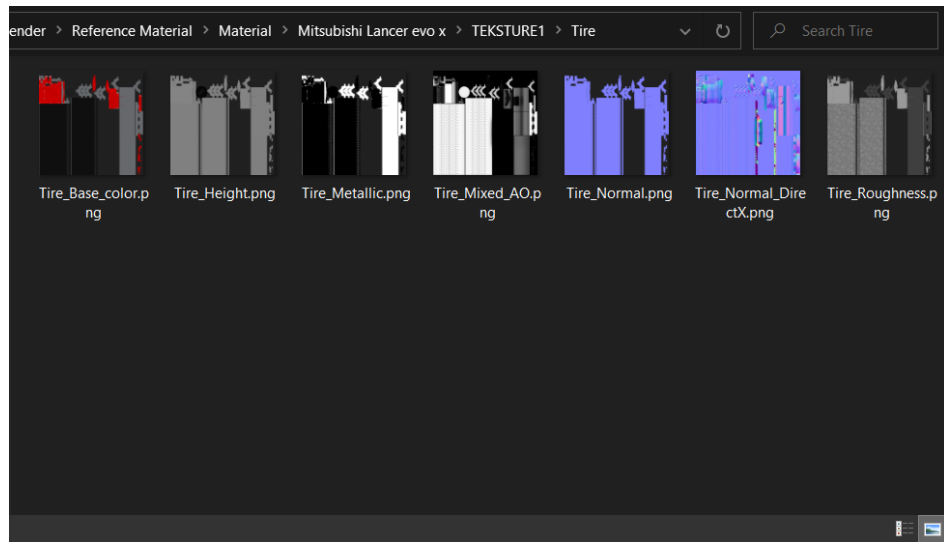 ender > Reference Material > Material > Mitsubishi Lancer evo x > TEKSTURE1 > Tire
Search Tire
Tire_Base_color.p
ng
Tire_Height.png
Tire_Metallic.png
Tire_Mixed_AO.p
ng
Tire_Normal.png
Tire_Normal_Dire
ctX.png
Tire_Roughness.p
ng